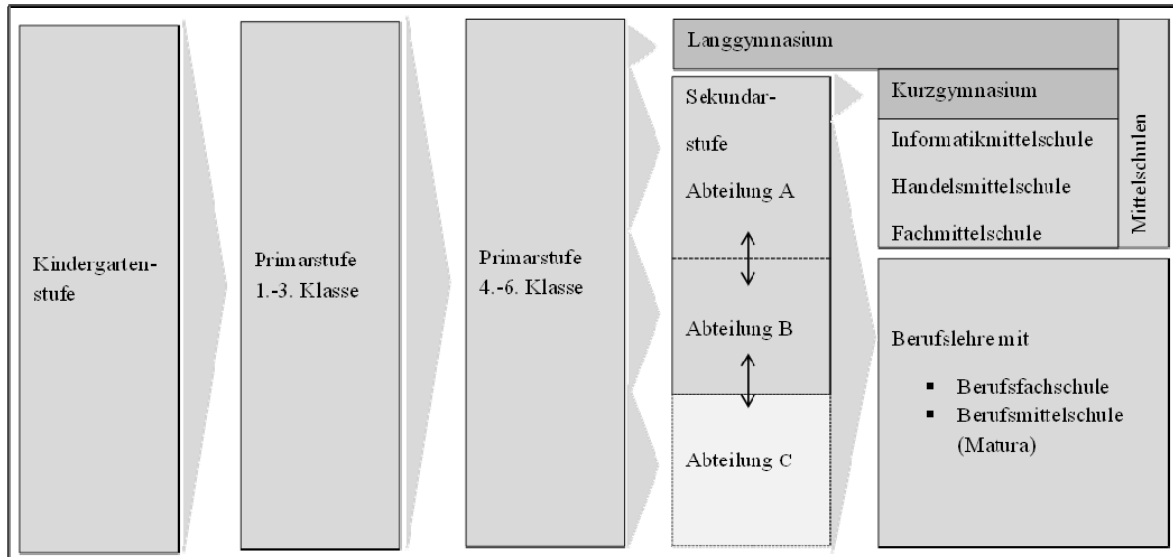 Kindergarten-
stufe
Primarstufe
1.-3. Klasse
Primarstufe
4.-6. Klasse
Langgymnasium
Sekundar-
stufe
Abteilung A
Abteilung B
Abteilung C
Kurzgymnasium
Informatikmittelschule
Handelsmittelschule
Fachmittelschule
Mittelschulen
Berufslehre mit
▪ Berufsfachschule
▪ Berufsmittelschule
(Matura)